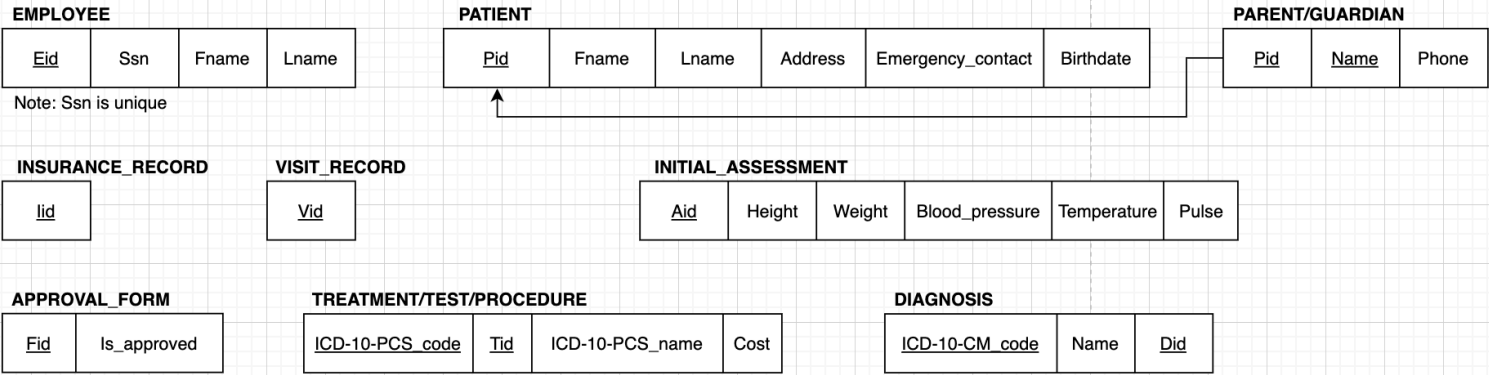 EMPLOYEE PATIENT PARENT/GUARDIAN
Eid Ssn Fname Lname Pid Fname Lname Address Emergency_contact Birthdate Pid Name Phone
Note: Ssn is unique
INSURANCE_RECORD VISIT_RECORD INITIAL_ASSESSMENT
Iid Vid Aid Height Weight Blood_pressure Temperature Pulse
APPROVAL_FORM TREATMENT/TEST/PROCEDURE DIAGNOSIS
Fid Is_approved ICD-10-PCS_code Tid ICD-10-PCS_name Cost ICD-10-CM_code Name Did